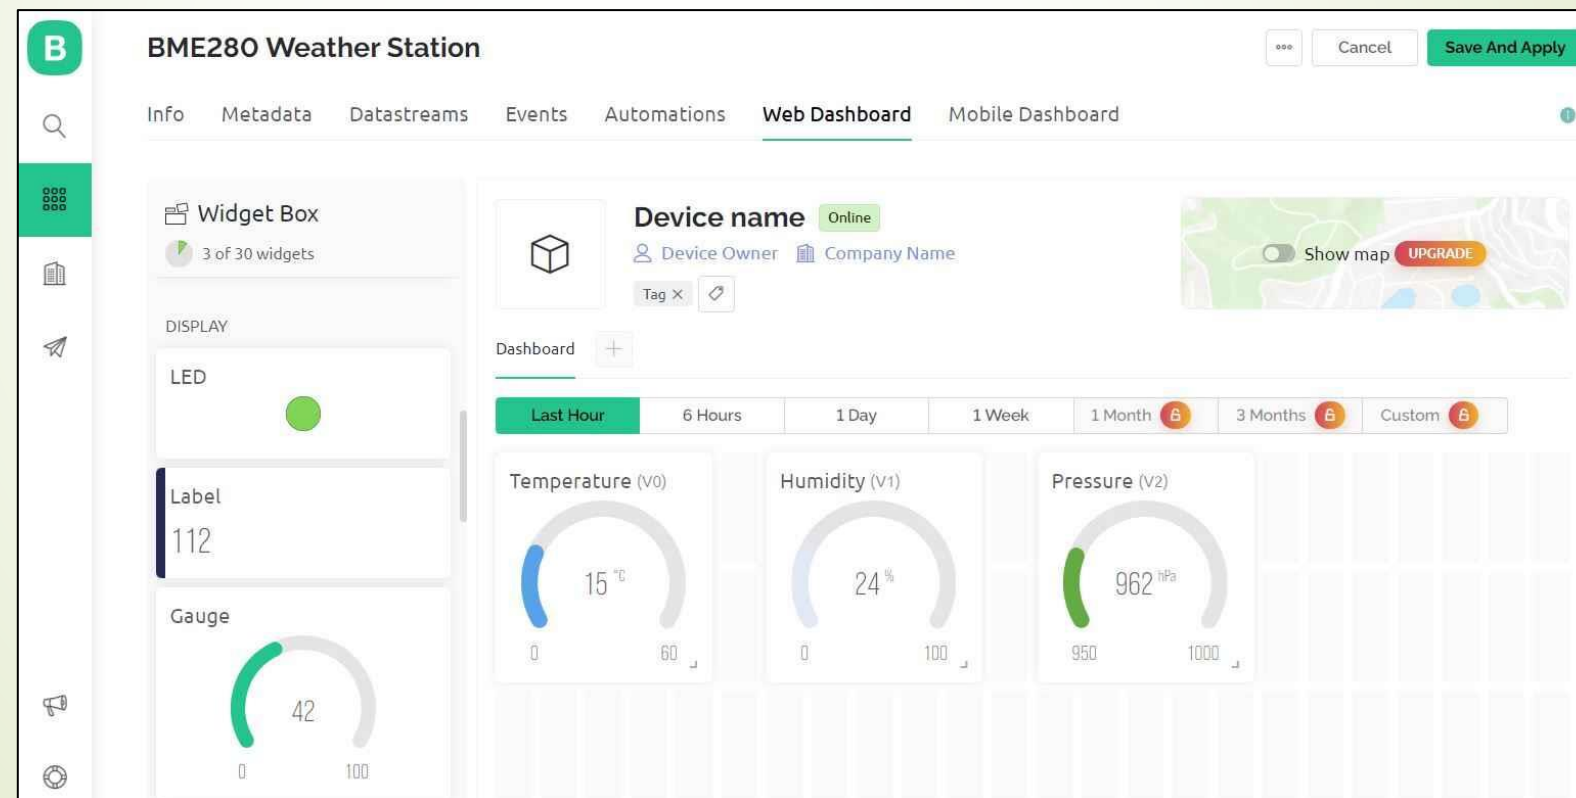 B
BME280 Weather Station
Cancel
Save And Apply
Info Metadata Datastreams Events Automations Web Dashboard Mobile Dashboard
Widget Box
3 of 30 widgets
DISPLAY
LED
Label
112
Gauge
42
0 100
Device name Online
Device Owner Company Name
Tag ×
Show map UPGRADE
Dashboard +
Last Hour 6 Hours 1 Day 1 Week 1 Month 3 Months Custom
Temperature (V0)
15 °C
0 60
Humidity (V1)
24 %
0 100
Pressure (V2)
962 hPa
950 1000